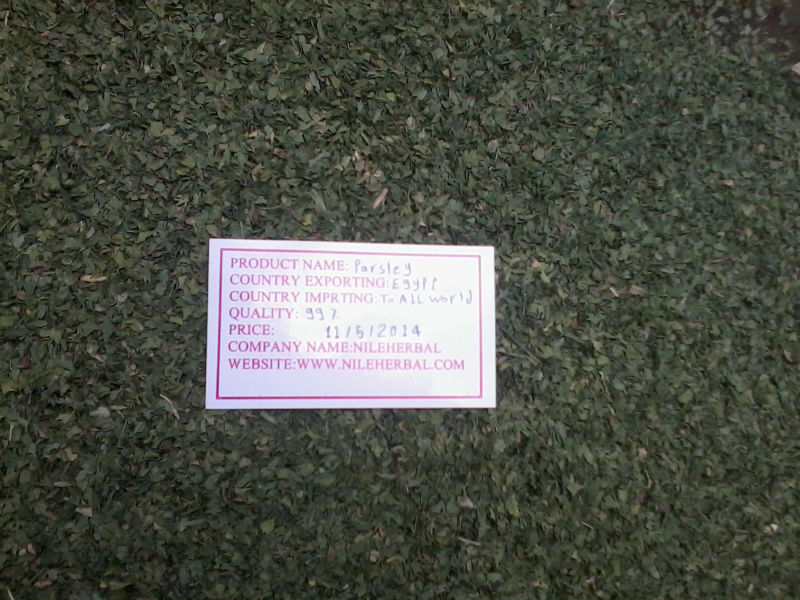 PRODUCT NAME: Parsley
COUNTRY EXPORTING: Egypt
COUNTRY IMPRTING: To ALL World
QUALITY: 99 %
PRICE: 11/5/2014
COMPANY NAME:NILEHERBAL
WEBSITE:WWW.NILEHERBAL.COM